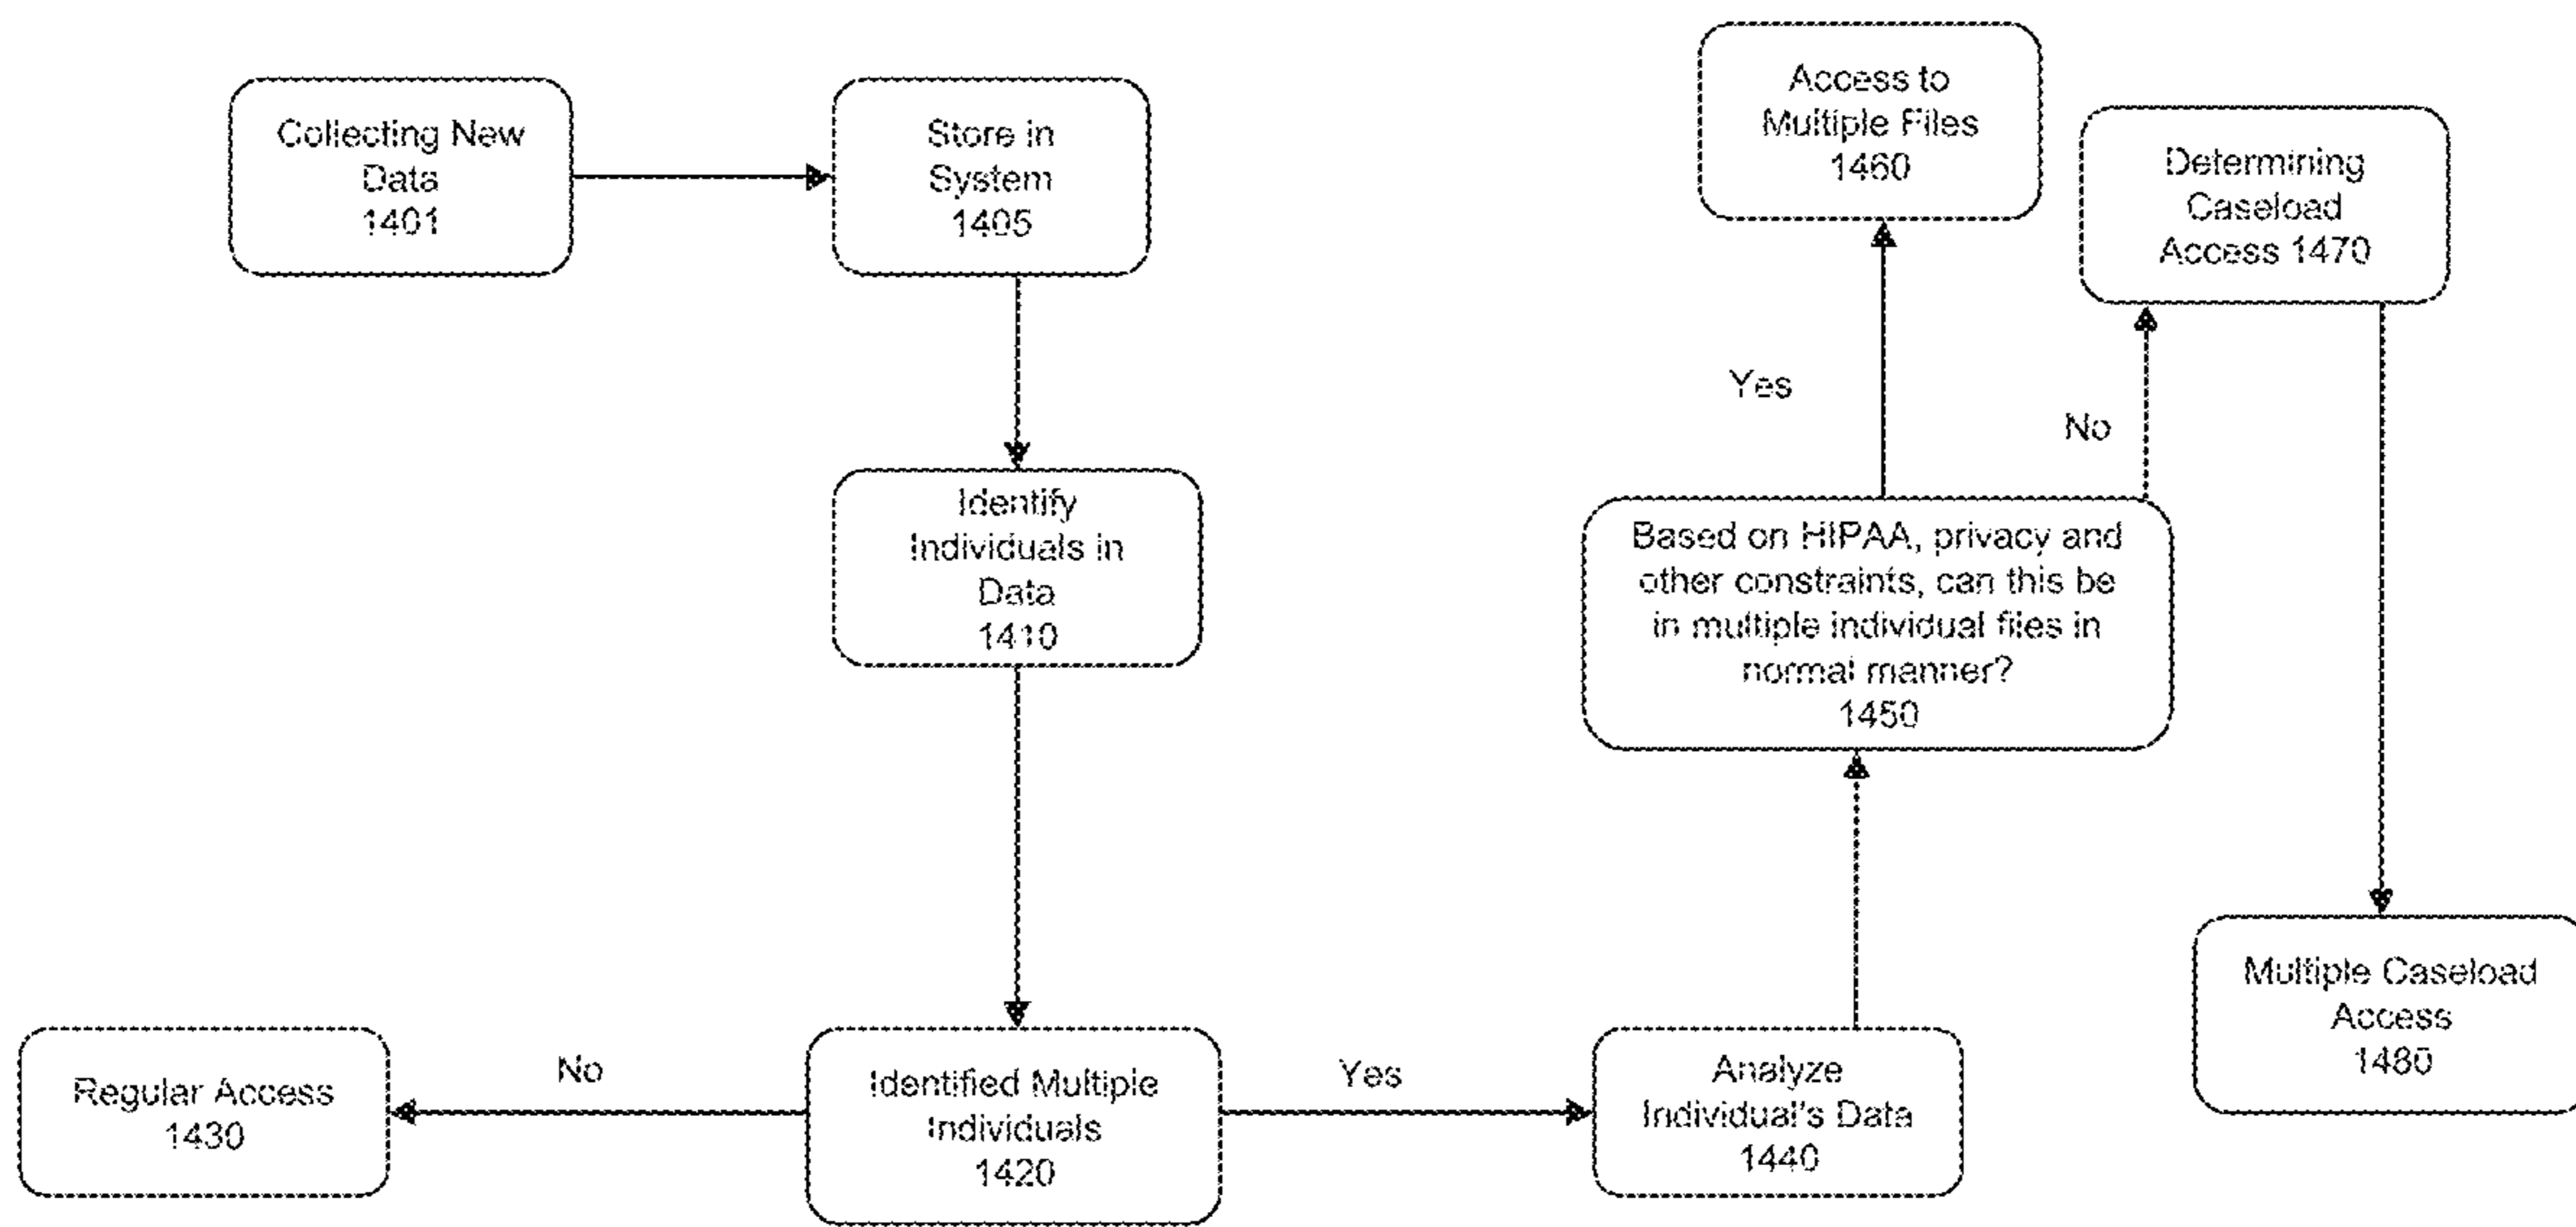 Collecting New
Data
1401
Store in
System
1405
Identify
Individuals in
Data
1410
Identified Multiple
Individuals
1420
No
Regular Access
1430
Yes
Analyze
Individual's Data
1440
Based on HIPAA, privacy and
other constraints, can this be
in multiple individual files in
normal manner?
1450
Yes
Access to
Multiple Files
1460
No
Determining
Caseload
Access 1470
Multiple Caseload
Access
1480